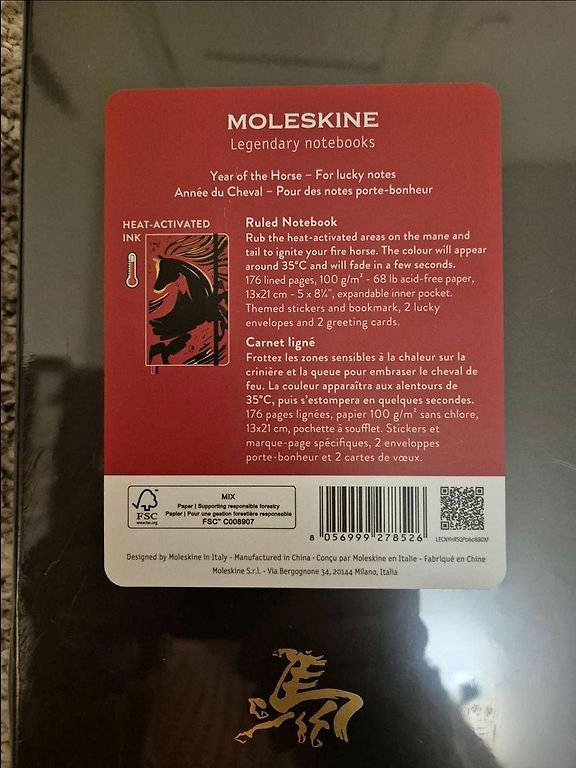 MOLESKINE
Legendary notebooks
Year of the Horse – For lucky notes
Année du Cheval – Pour des notes porte-bonheur
HEAT-ACTIVATED
INK
Ruled Notebook
Rub the heat-activated areas on the mane and
tail to ignite your fire horse. The colour will appear
around 35°C and will fade in a few seconds.
176 lined pages, 100 g/m² - 68 lb acid-free paper,
13x21 cm - 5 x 8¼", expandable inner pocket.
Themed stickers and bookmark, 2 lucky
envelopes and 2 greeting cards.
Carnet ligné
Frottez les zones sensibles à la chaleur sur la
crinière et la queue pour embraser le cheval de
feu. La couleur apparaîtra aux alentours de
35°C, puis s'estompera en quelques secondes.
176 pages lignées, papier 100 g/m² sans chlore,
13x21 cm, pochette à soufflet. Stickers et
marque-page spécifiques, 2 enveloppes
porte-bonheur et 2 cartes de vœux.
FSC
www.fsc.org
MIX
Paper | Supporting responsible forestry
Papier | Pour une gestion forestière responsable
FSC™ C008907
8 056999 278526
Designed by Moleskine in Italy - Manufactured in China - Conçu par Moleskine en Italie - Fabriqué en Chine
Moleskine S.r.l. - Via Bergognone 34, 20144 Milano, Italia